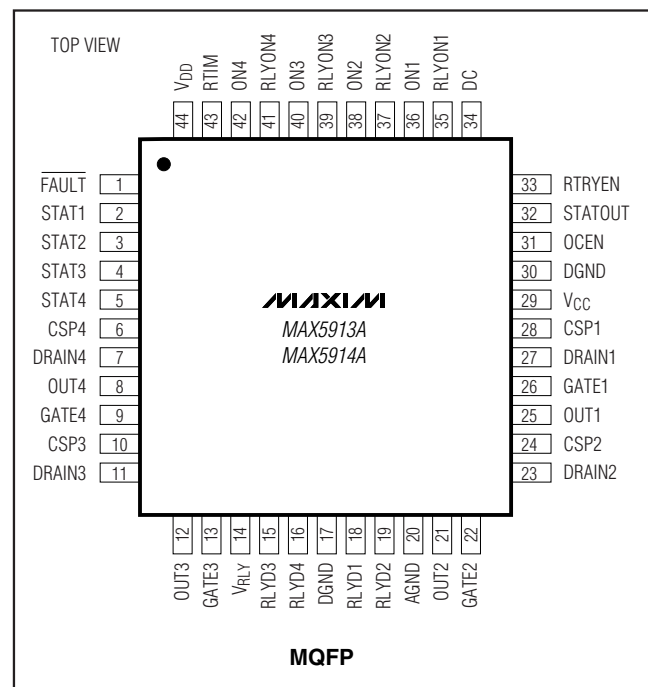 TOP VIEW
VDD
RTIM
ON4
RLYON4
ON3
RLYON3
ON2
RLYON2
ON1
RLYON1
DC
44
43
42
41
40
39
38
37
36
35
34
FAULT 1
STAT1 2
STAT2 3
STAT3 4
STAT4 5
CSP4 6
DRAIN4 7
OUT4 8
GATE4 9
CSP3 10
DRAIN3 11
MAXIM
MAX5913A
MAX5914A
33 RTRYEN
32 STATOUT
31 OCEN
30 DGND
29 VCC
28 CSP1
27 DRAIN1
26 GATE1
25 OUT1
24 CSP2
23 DRAIN2
12
13
14
15
16
17
18
19
20
21
22
OUT3
GATE3
VRLY
RLYD3
RLYD4
DGND
RLYD1
RLYD2
AGND
OUT2
GATE2
MQFP